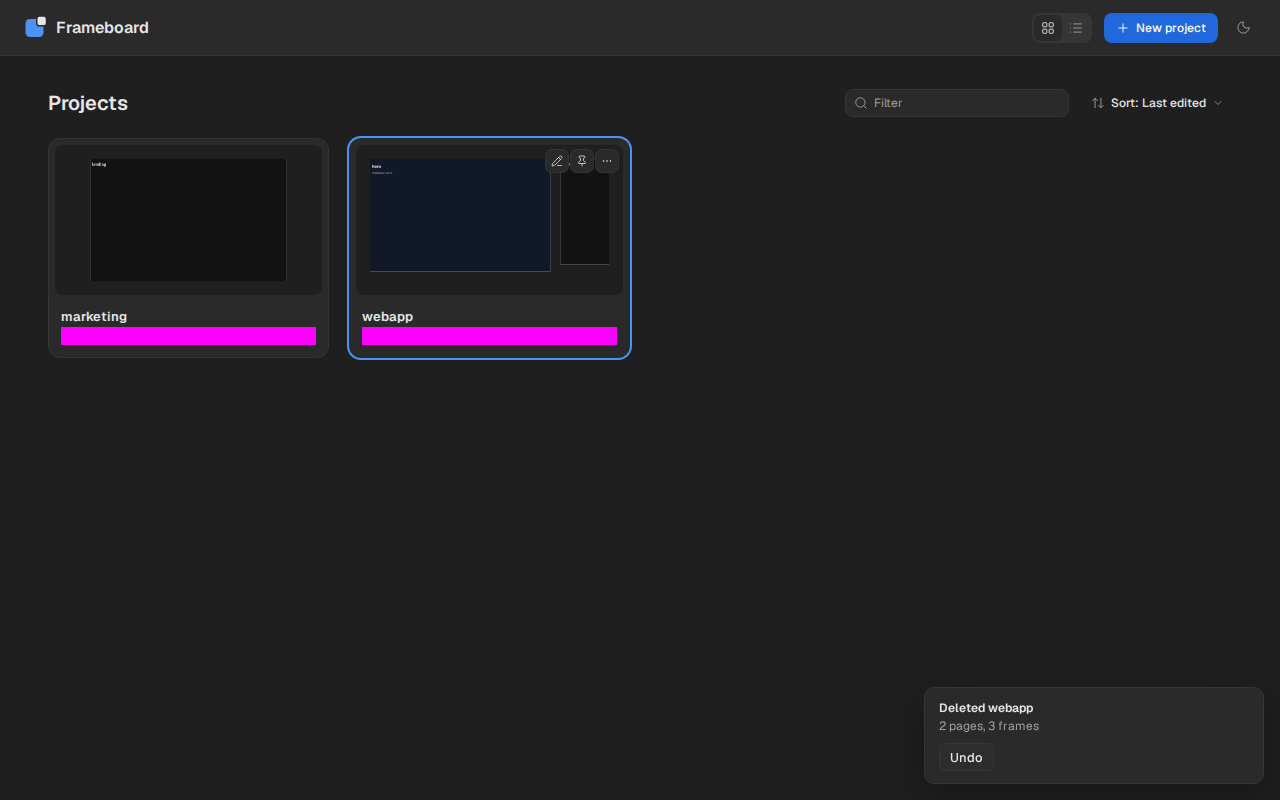 Frameboard
New project
Projects
Filter
Sort: Last edited
landing
hero
marketing
webapp
Deleted webapp
2 pages, 3 frames
Undo